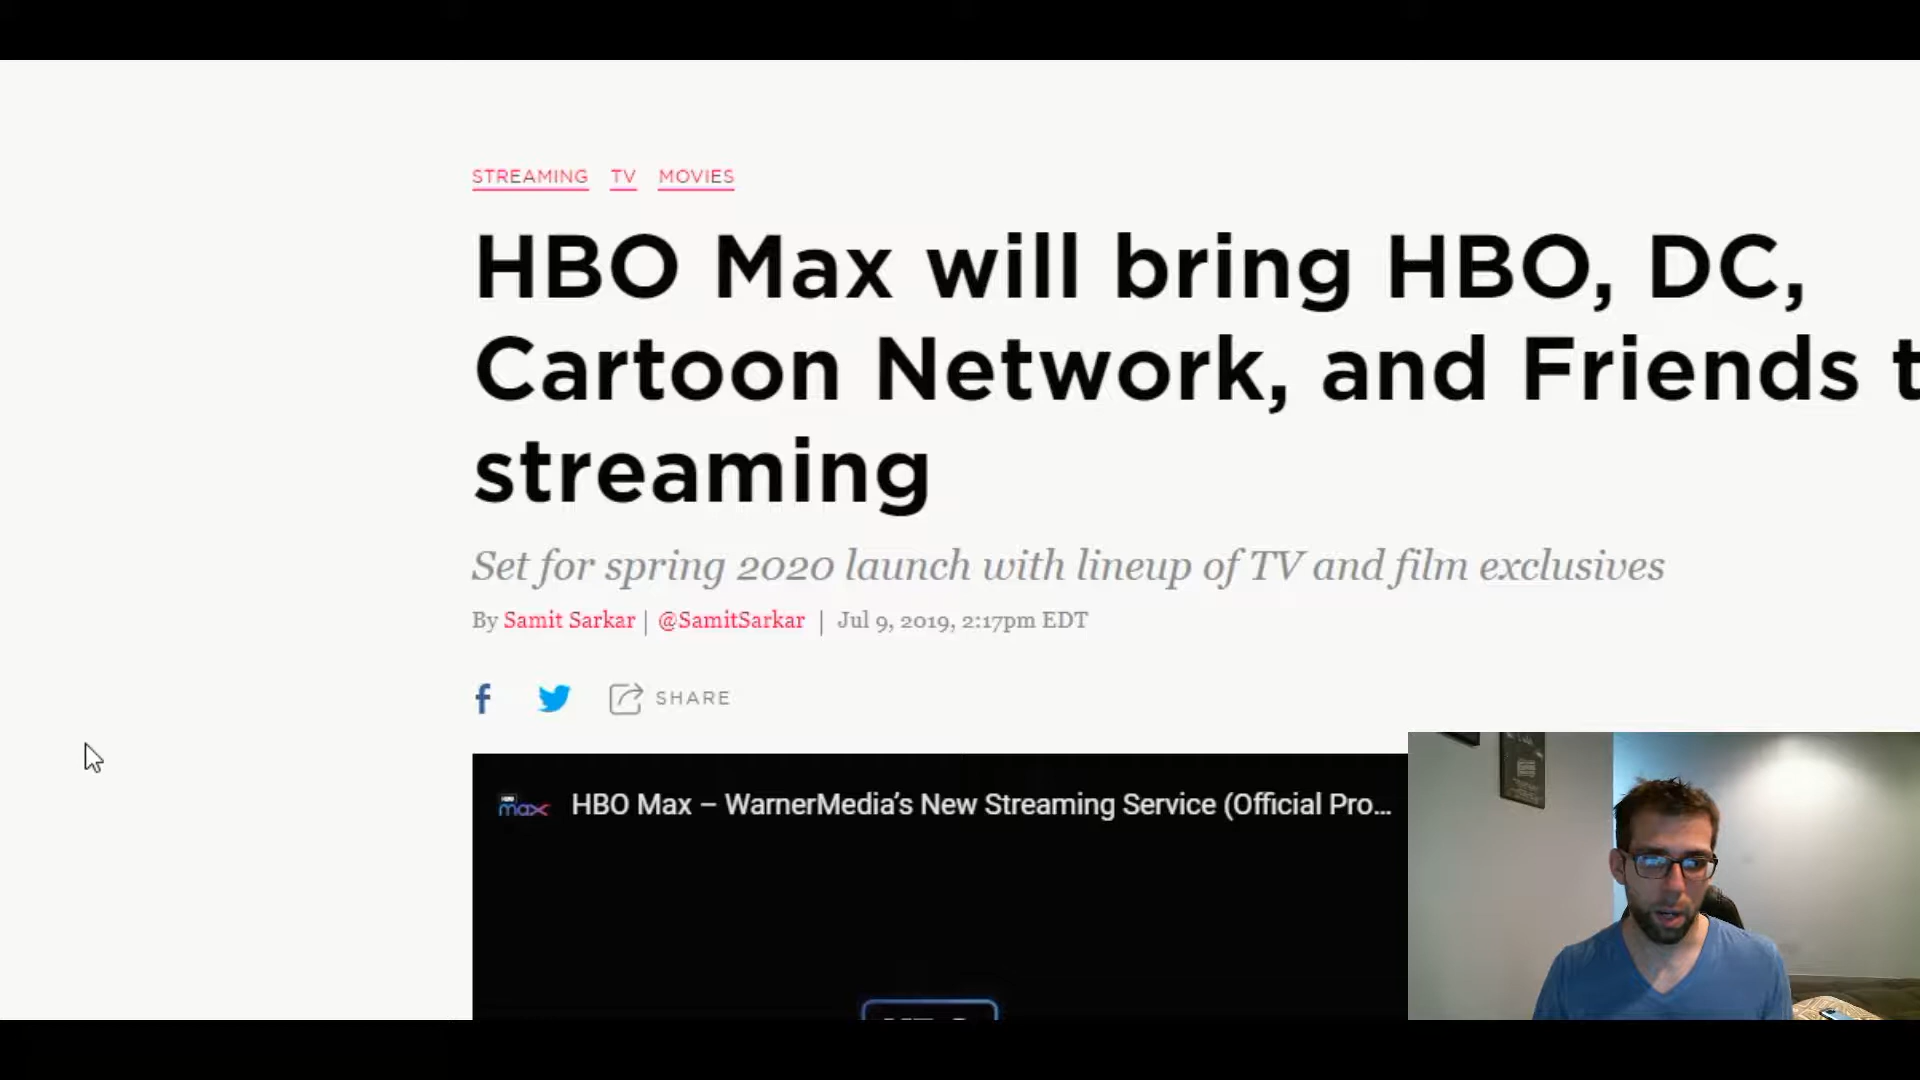 STREAMING TV MOVIES
HBO Max will bring HBO, DC,
Cartoon Network, and Friends t
streaming
Set for spring 2020 launch with lineup of TV and film exclusives
By Samit Sarkar | @SamitSarkar | Jul 9, 2019, 2:17pm EDT
SHARE
HBO max HBO Max – WarnerMedia’s New Streaming Service (Official Pro...